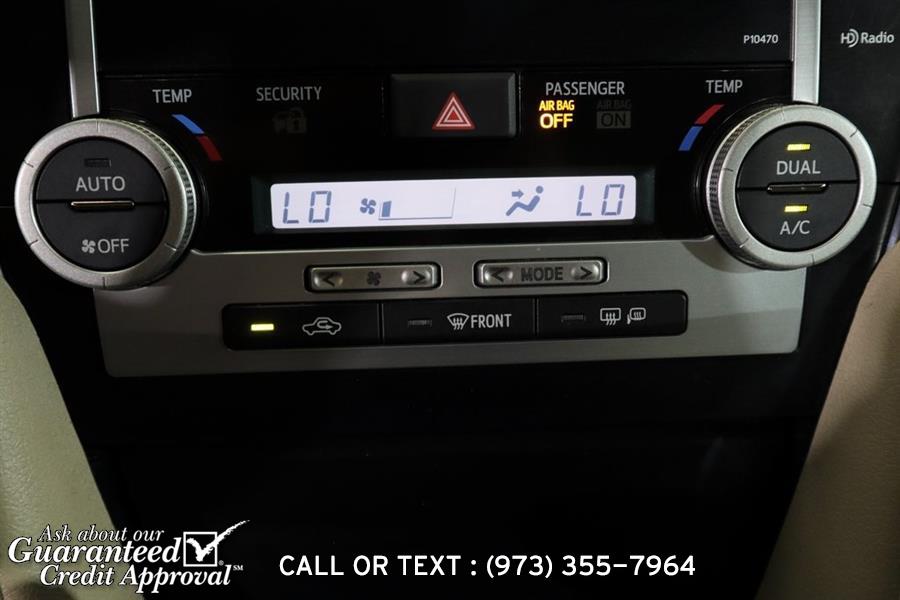 P10470
HD Radio
TEMP
SECURITY
PASSENGER
AIR BAG
OFF
AIR BAG
ON
TEMP
AUTO
OFF
LO
LO
DUAL
A/C
< >
< MODE >
FRONT
Ask about our
Guaranteed
Credit Approval SM
CALL OR TEXT : (973) 355-7964